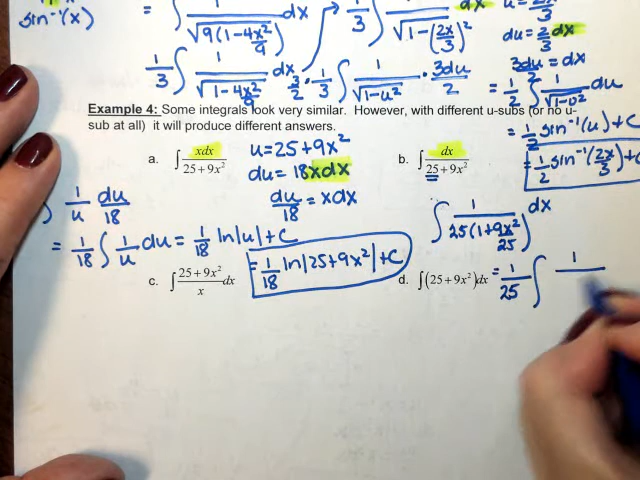 sin⁻¹(x)
= ∫ 1/√(9(1-4x²/9)) dx
1/3 ∫ 1/√(1-(2x/3)²) dx
u = 2x/3
du = 2/3 dx
3du/2 = dx
1/3 ∫ 1/√(1-4x²/9) dx
3/2 · 1/3 ∫ 1/√(1-u²) · 3du/2
= 1/2 ∫ 1/√(1-u²) du
= 1/2 sin⁻¹(u) + C
= 1/2 sin⁻¹(2x/3) + C
Example 4: Some integrals look very similar. However, with different u-subs (or no u-
sub at all) it will produce different answers.
a. ∫ xdx/(25+9x²)
u = 25+9x²
du = 18xdx
du/18 = xdx
∫ 1/u du/18
= 1/18 ∫ 1/u du = 1/18 ln|u| + C
= 1/18 ln|25+9x²| + C
b. ∫ dx/(25+9x²)
∫ 1/(25(1+9x²/25)) dx
= 1/25 ∫ 1
c. ∫ (25+9x²)/x dx
d. ∫(25+9x²)dx